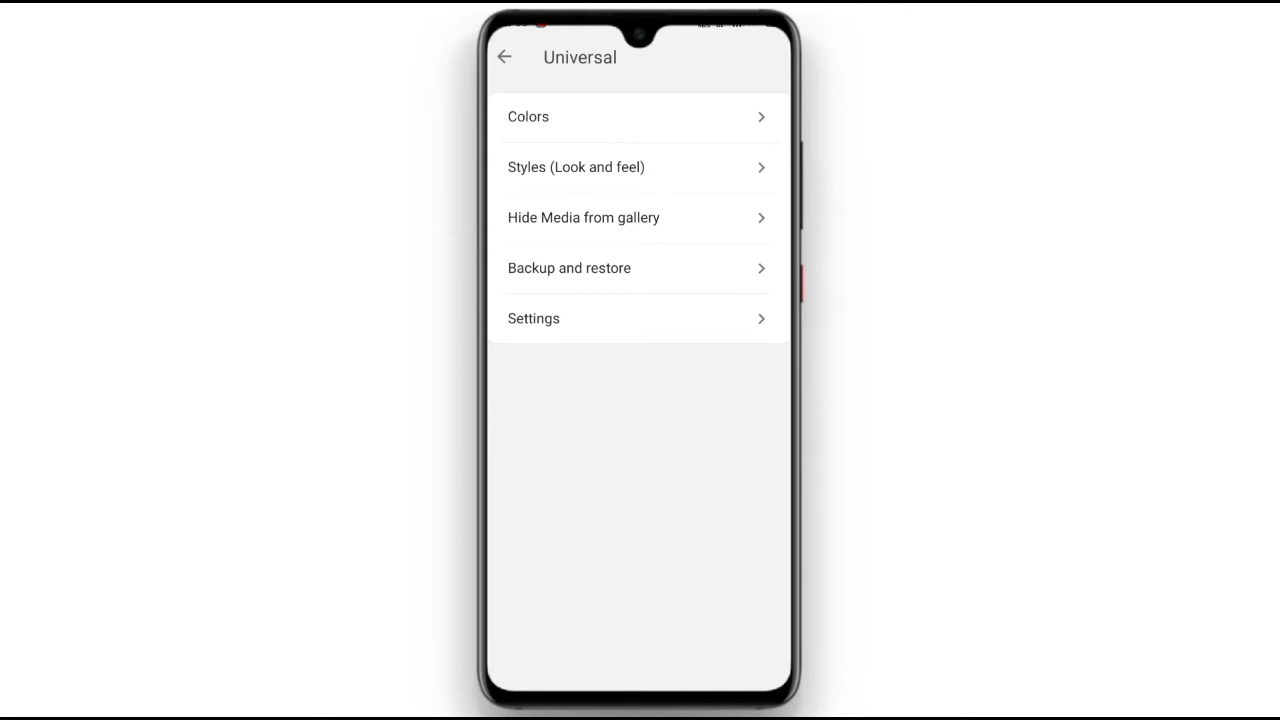 Universal
Colors
Styles (Look and feel)
Hide Media from gallery
Backup and restore
Settings